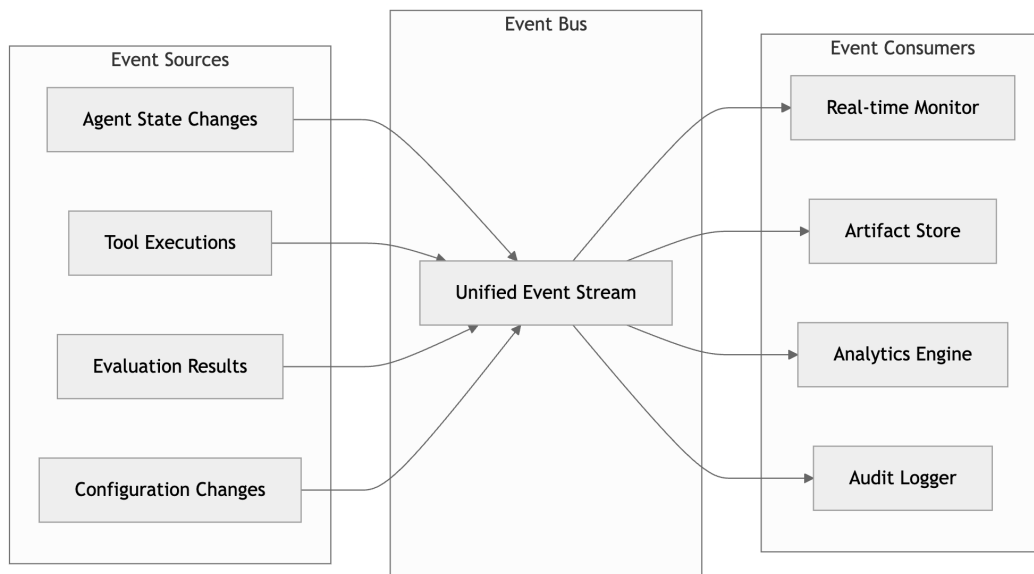 Event Sources
Agent State Changes
Tool Executions
Evaluation Results
Configuration Changes
Event Bus
Unified Event Stream
Event Consumers
Real-time Monitor
Artifact Store
Analytics Engine
Audit Logger